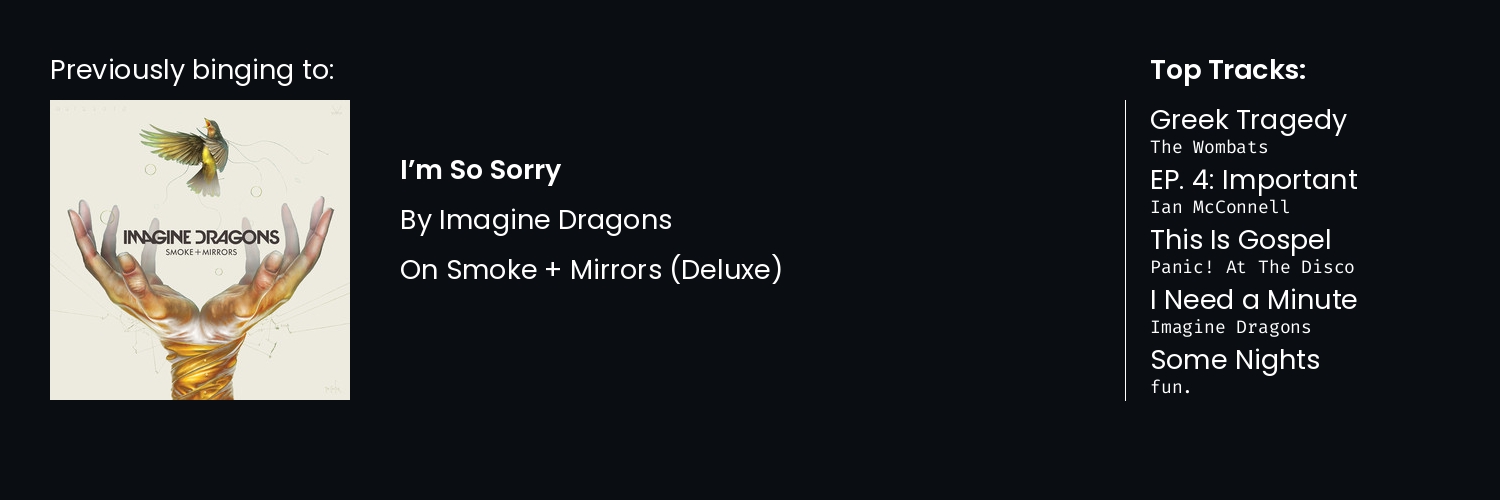 Previously binging to:
IMAGINE DRAGONS
SMOKE + MIRRORS
I’m So Sorry
By Imagine Dragons
On Smoke + Mirrors (Deluxe)
Top Tracks:
Greek Tragedy
The Wombats
EP. 4: Important
Ian McConnell
This Is Gospel
Panic! At The Disco
I Need a Minute
Imagine Dragons
Some Nights
fun.